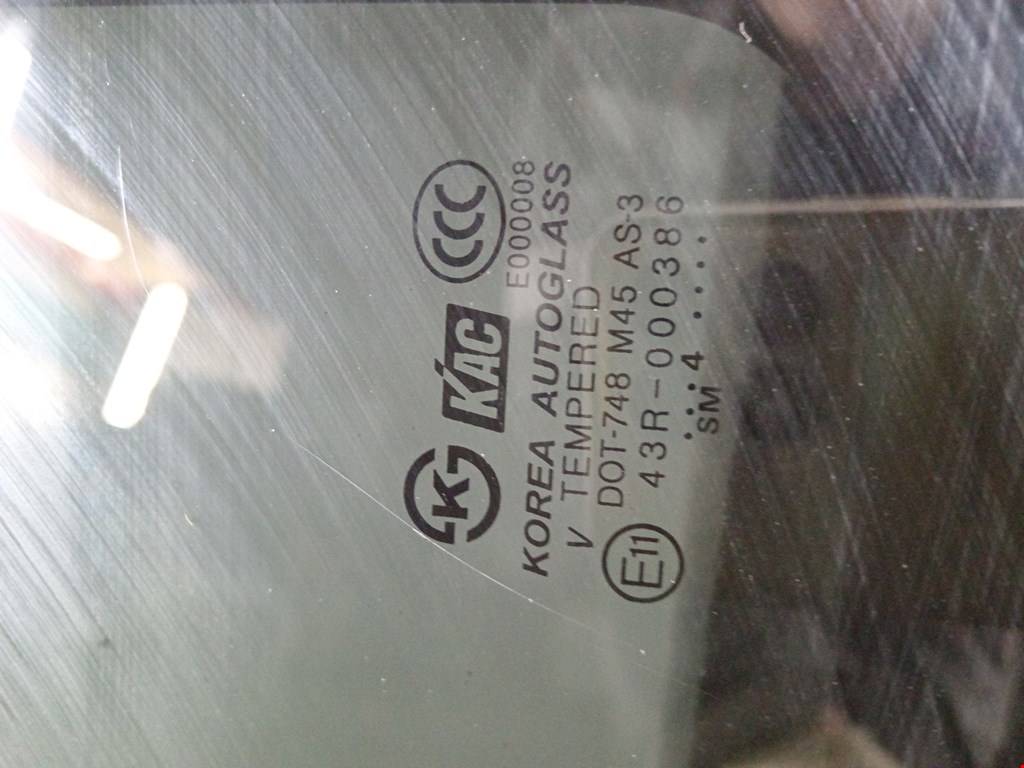 K KAC CCC
E000008
KOREA AUTOGLASS
V TEMPERED
E11 DOT-748 M45 AS-3
43R-000386
.. . 4 ....
SM